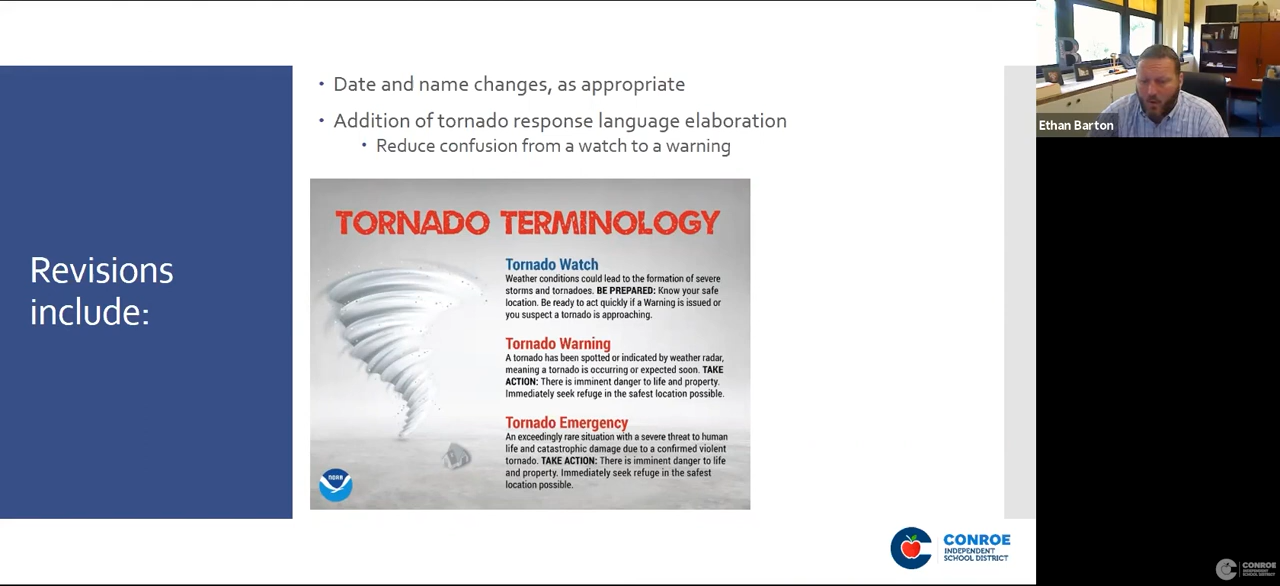 Revisions
include:
• Date and name changes, as appropriate
• Addition of tornado response language elaboration
• Reduce confusion from a watch to a warning
TORNADO TERMINOLOGY
Tornado Watch
Weather conditions could lead to the formation of severe
storms and tornadoes. BE PREPARED: Know your safe
location. Be ready to act quickly if a Warning is issued or
you suspect a tornado is approaching.
Tornado Warning
A tornado has been spotted or indicated by weather radar,
meaning a tornado is occurring or expected soon. TAKE
ACTION: There is imminent danger to life and property.
Immediately seek refuge in the safest location possible.
Tornado Emergency
An exceedingly rare situation with a severe threat to human
life and catastrophic damage due to a confirmed violent
tornado. TAKE ACTION: There is imminent danger to life
and property. Immediately seek refuge in the safest
location possible.
NOAA
CONROE
INDEPENDENT
SCHOOL DISTRICT
B
Ethan Barton
CONROE
INDEPENDENT
SCHOOL DISTRICT